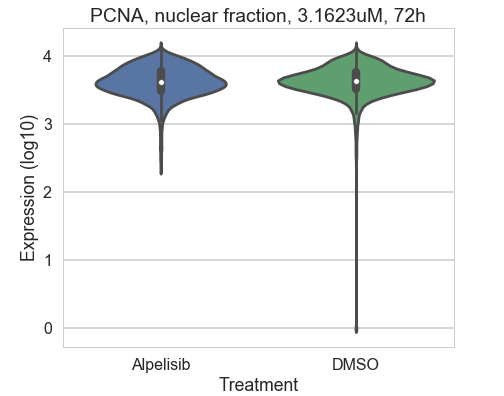 PCNA, nuclear fraction, 3.1623uM, 72h
Expression (log10)
4
3
2
1
0
Alpelisib DMSO
Treatment